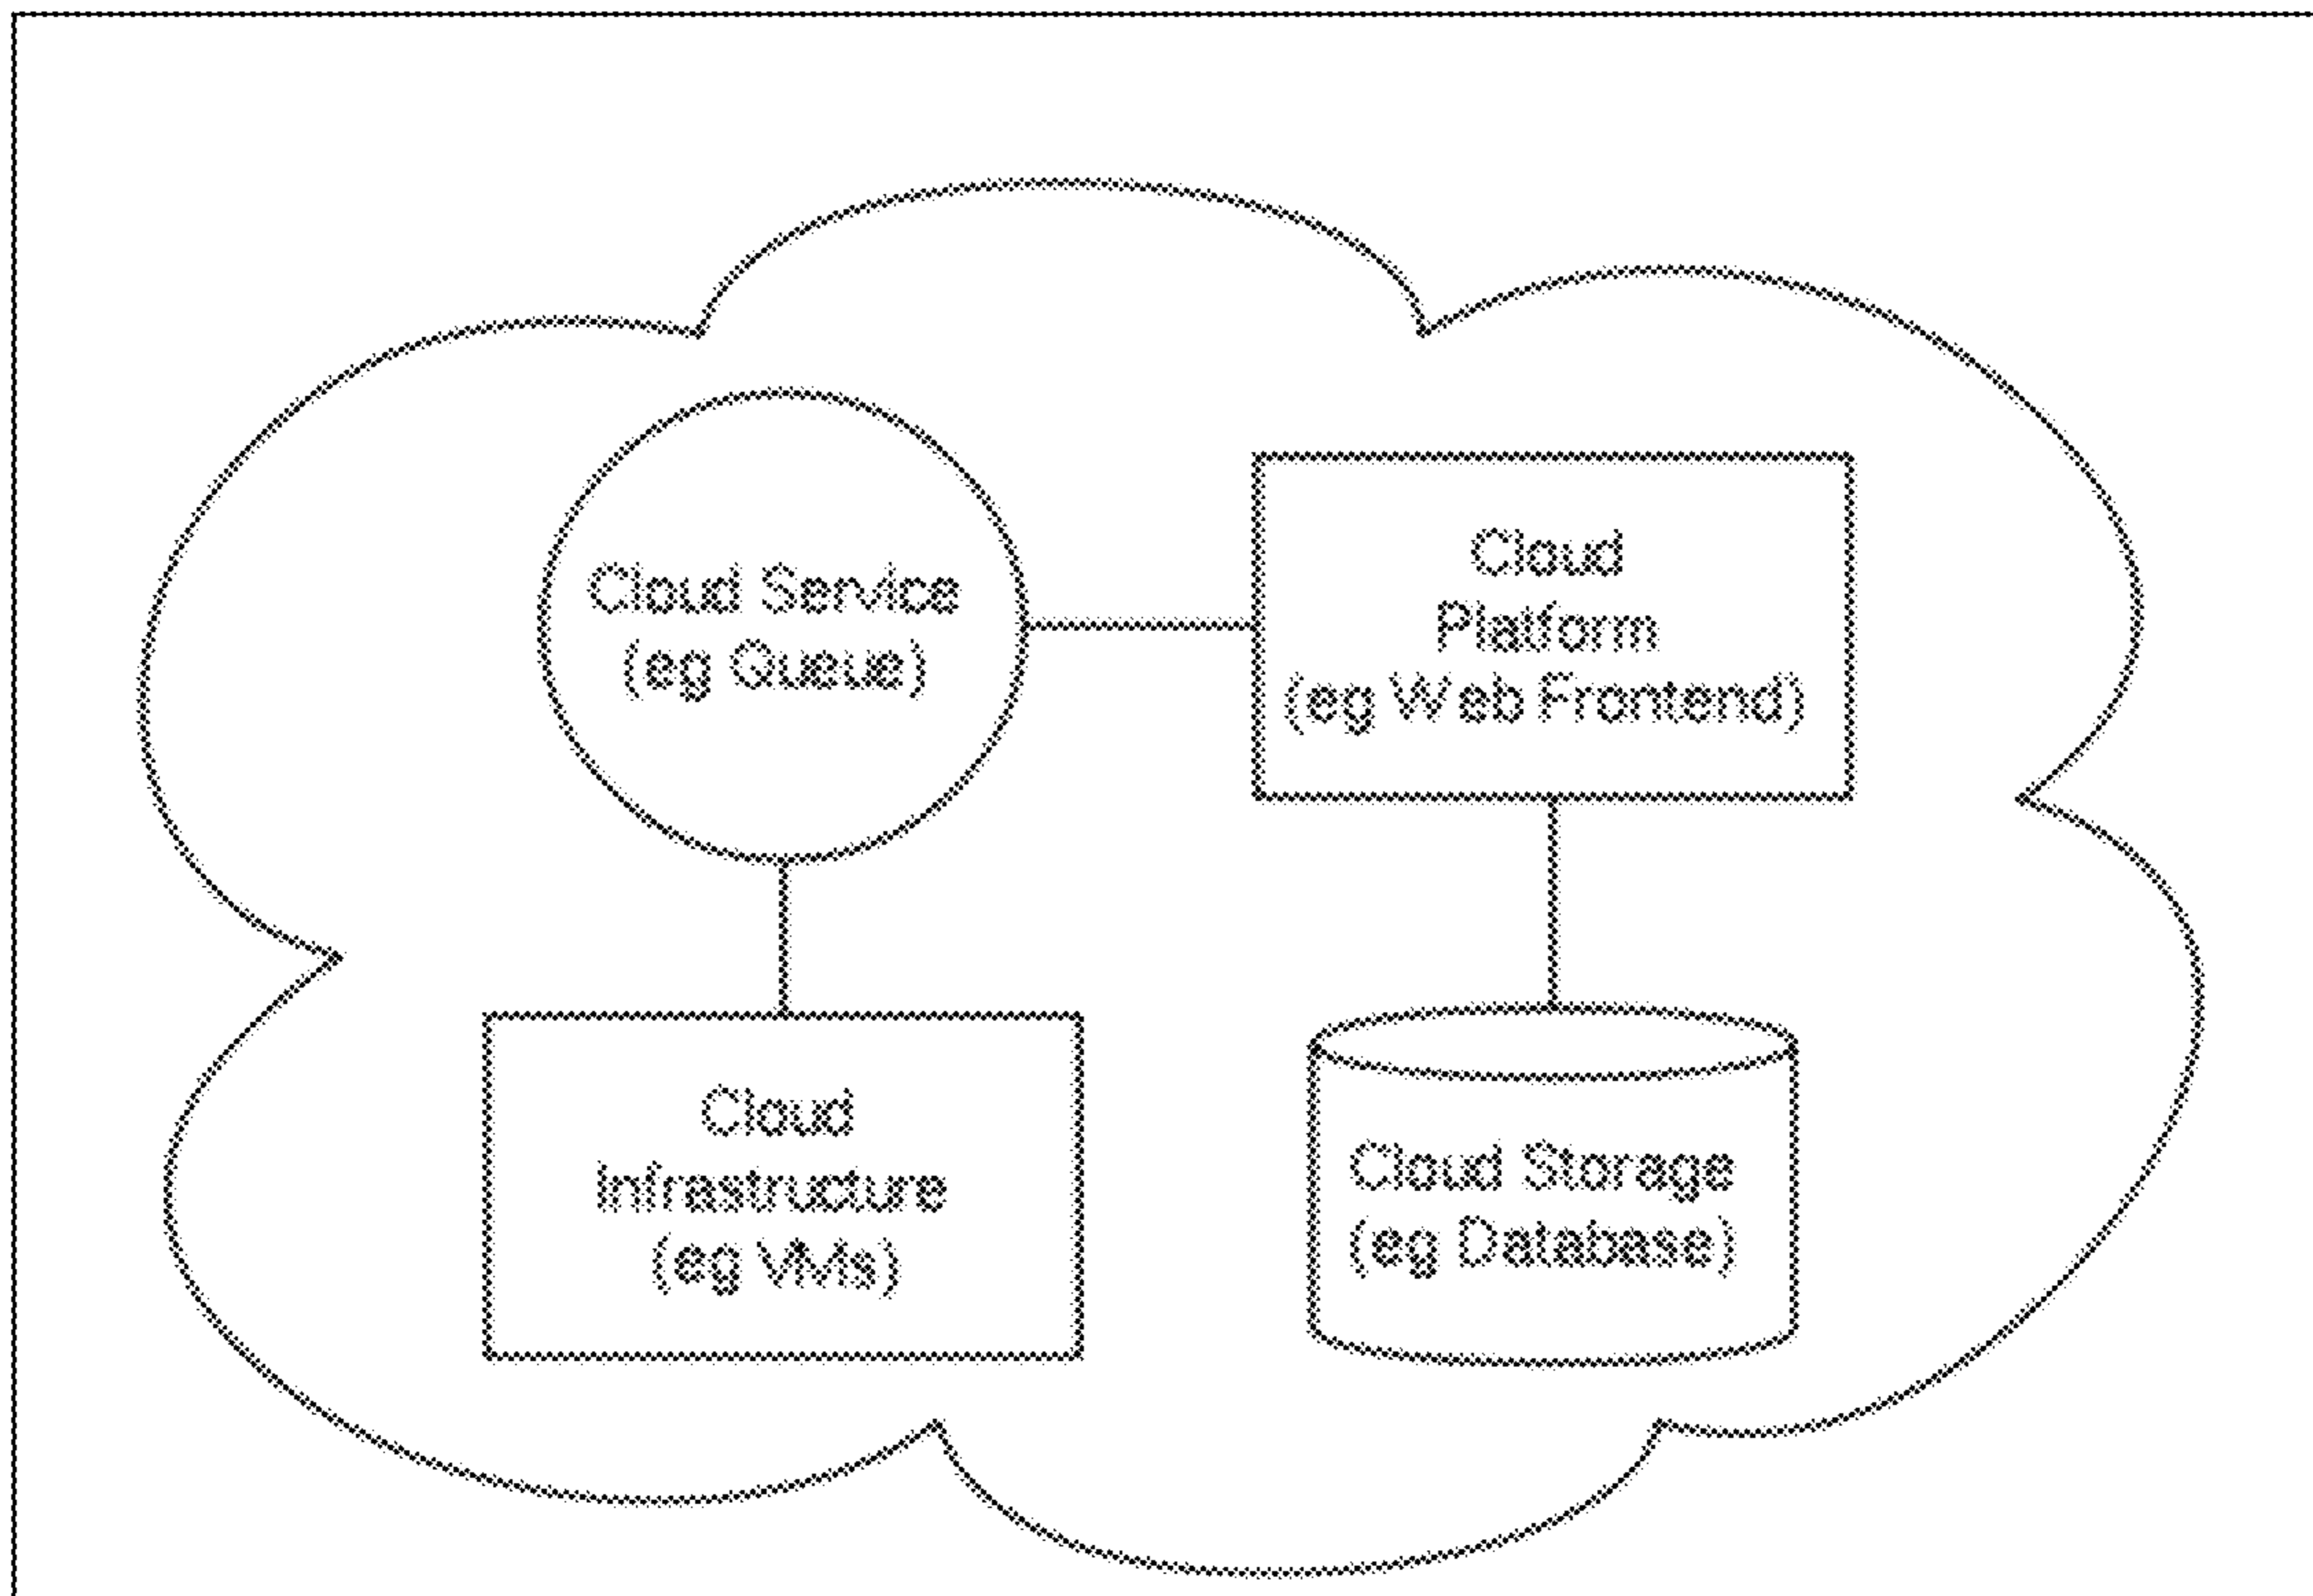 Cloud Service
(eg Queue)
Cloud
Platform
(eg Web Frontend)
Cloud
Infrastructure
(eg VMs)
Cloud Storage
(eg Database)